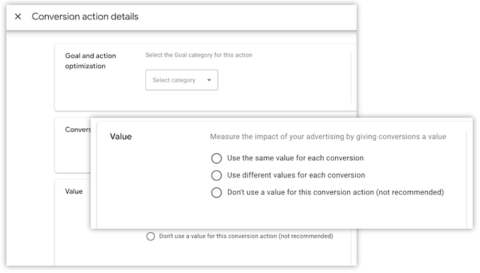 Conversion action details
Goal and action
optimization
Select the Goal category for this action
Select category
Convers
Value
Value
Measure the impact of your advertising by giving conversions a value
Use the same value for each conversion
Use different values for each conversion
Don't use a value for this conversion action (not recommended)
Don't use a value for this conversion action (not recommended)